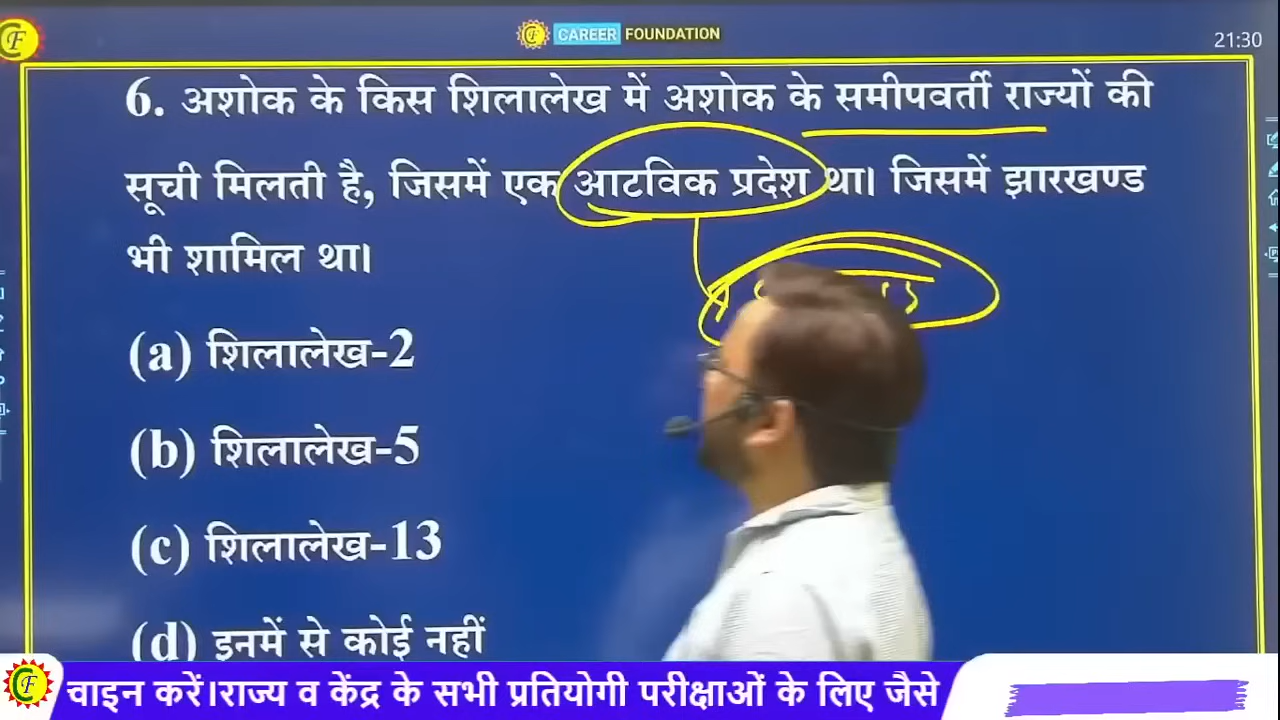 CAREER FOUNDATION
21:30
6. अशोक के किस शिलालेख में अशोक के समीपवर्ती राज्यों की
सूची मिलती है, जिसमें एक आटविक प्रदेश था। जिसमें झारखण्ड
भी शामिल था।
(a) शिलालेख-2
(b) शिलालेख-5
(c) शिलालेख-13
(d) इनमें से कोई नहीं
वाइन करें।राज्य व केंद्र के सभी प्रतियोगी परीक्षाओं के लिए जैसे